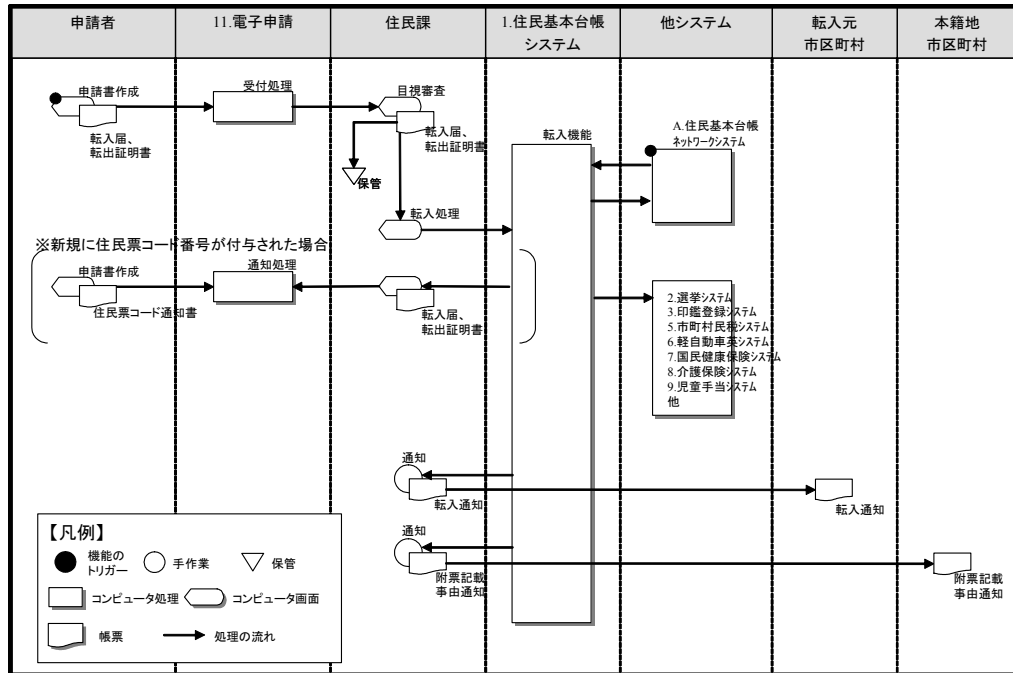 申請者
11.電子申請
住民課
1.住民基本台帳
システム
他システム
転入元
市区町村
本籍地
市区町村
申請書作成
転入届、
転出証明書
受付処理
目視審査
転入届、
転出証明書
保管
転入処理
転入機能
A.住民基本台帳
ネットワークシステム
※新規に住民票コード番号が付与された場合
申請書作成
住民票コード通知書
通知処理
転入届、
転出証明書
2.選挙システム
3.印鑑登録システム
5.市町村民税システム
6.軽自動車英システム
7.国民健康保険システム
8.介護保険システム
9.児童手当システム
他
通知
転入通知
転入通知
通知
附票記載
事由通知
附票記載
事由通知
【凡例】
機能の
トリガー
手作業
保管
コンピュータ処理
コンピュータ画面
帳票
処理の流れ